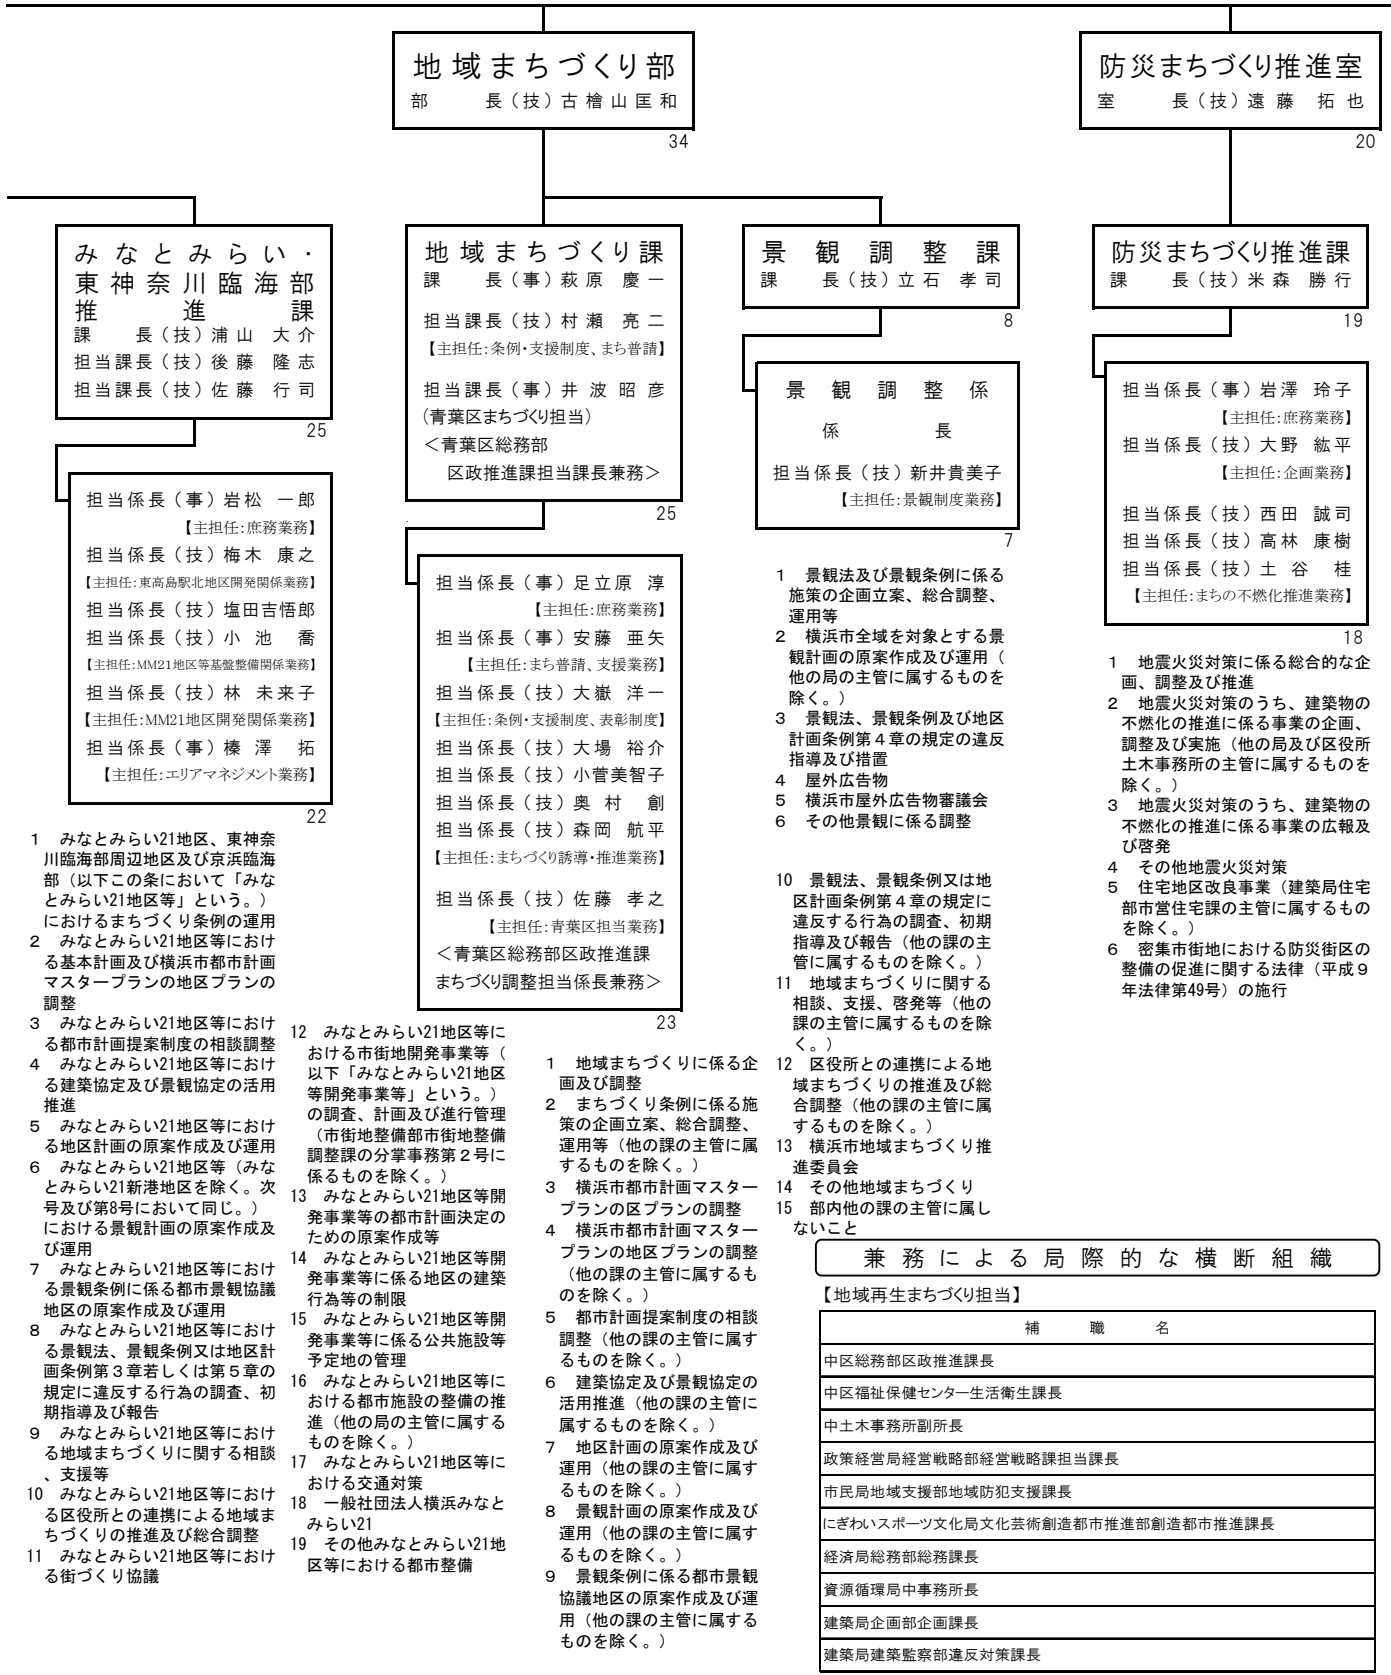 地域まちづくり部
部　　長（技）古檜山匡和
34
防災まちづくり推進室
室　　長（技）遠藤　拓也
20
みなとみらい・
東神奈川臨海部
推進課
課　　長（技）浦山　大介
担当課長（技）後藤　隆志
担当課長（技）佐藤　行司
25
担当係長（事）岩松　一郎
【主担任：庶務業務】
担当係長（技）梅木　康之
【主担任：東高島駅北地区開発関係業務】
担当係長（技）塩田吉悟郎
担当係長（技）小池　喬
【主担任：MM21地区等基盤整備関係業務】
担当係長（技）林　未来子
【主担任：MM21地区開発関係業務】
担当係長（事）榛澤　拓
【主担任：エリアマネジメント業務】
22
1　みなとみらい21地区、東神奈
川臨海部周辺地区及び京浜臨海
部（以下この条において「みな
とみらい21地区等」という。）
におけるまちづくり条例の運用
2　みなとみらい21地区等におけ
る基本計画及び横浜市都市計画
マスタープランの地区プランの
調整
3　みなとみらい21地区等におけ
る都市計画提案制度の相談調整
4　みなとみらい21地区等におけ
る建築協定及び景観協定の活用
推進
5　みなとみらい21地区等におけ
る地区計画の原案作成及び運用
6　みなとみらい21地区等（みな
とみらい21新港地区を除く。次
号及び第8号において同じ。）
における景観計画の原案作成及
び運用
7　みなとみらい21地区等におけ
る景観条例に係る都市景観協議
地区の原案作成及び運用
8　みなとみらい21地区等におけ
る景観法、景観条例又は地区計
画条例第３章若しくは第５章の
規定に違反する行為の調査、初
期指導及び報告
9　みなとみらい21地区等におけ
る地域まちづくりに関する相談
、支援等
10　みなとみらい21地区等におけ
る区役所との連携による地域ま
ちづくりの推進及び総合調整
11　みなとみらい21地区等におけ
る街づくり協議
12　みなとみらい21地区等に
おける市街地開発事業等（
以下「みなとみらい21地区
等開発事業等」という。）
の調査、計画及び進行管理
（市街地整備部市街地整備
調整課の分掌事務第２号に
係るものを除く。）
13　みなとみらい21地区等開
発事業等の都市計画決定の
ための原案作成等
14　みなとみらい21地区等開
発事業等に係る地区の建築
行為等の制限
15　みなとみらい21地区等開
発事業等に係る公共施設等
予定地の管理
16　みなとみらい21地区等に
おける都市施設の整備の推
進（他の局の主管に属する
ものを除く。）
17　みなとみらい21地区等に
おける交通対策
18　一般社団法人横浜みなと
みらい21
19　その他みなとみらい21地
区等における都市整備
地域まちづくり課
課　　長（事）萩原　慶一
担当課長（技）村瀬　亮二
【主担任：条例・支援制度、まち普請】
担当課長（事）井波昭彦
（青葉区まちづくり担当）
＜青葉区総務部
区政推進課担当課長兼務＞
25
担当係長（事）足立原　淳
【主担任：庶務業務】
担当係長（事）安藤　亜矢
【主担任：まち普請、支援業務】
担当係長（技）大嶽　洋一
【主担任：条例・支援制度、表彰制度】
担当係長（技）大場　裕介
担当係長（技）小菅美智子
担当係長（技）奥村　創
担当係長（技）森岡　航平
【主担任：まちづくり誘導・推進業務】
担当係長（技）佐藤　孝之
【主担任：青葉区担当業務】
＜青葉区総務部区政推進課
まちづくり調整担当係長兼務＞
23
1　地域まちづくりに係る企
画及び調整
2　まちづくり条例に係る施
策の企画立案、総合調整、
運用等（他の課の主管に属
するものを除く。）
3　横浜市都市計画マスター
プランの区プランの調整
4　横浜市都市計画マスター
プランの地区プランの調整
（他の課の主管に属するも
のを除く。）
5　都市計画提案制度の相談
調整（他の課の主管に属す
るものを除く。）
6　建築協定及び景観協定の
活用推進（他の課の主管に
属するものを除く。）
7　地区計画の原案作成及び
運用（他の課の主管に属す
るものを除く。）
8　景観計画の原案作成及び
運用（他の課の主管に属す
るものを除く。）
9　景観条例に係る都市景観
協議地区の原案作成及び運
用（他の課の主管に属する
ものを除く。）
景観調整課
課　　長（技）立石　孝司
8
景観調整係
係　　長
担当係長（技）新井貴美子
【主担任：景観制度業務】
7
1　景観法及び景観条例に係る
施策の企画立案、総合調整、
運用等
2　横浜市全域を対象とする景
観計画の原案作成及び運用（
他の局の主管に属するものを
除く。）
3　景観法、景観条例及び地区
計画条例第４章の規定の違反
指導及び措置
4　屋外広告物
5　横浜市屋外広告物審議会
6　その他景観に係る調整
10　景観法、景観条例又は地
区計画条例第４章の規定に
違反する行為の調査、初期
指導及び報告（他の課の主
管に属するものを除く。）
11　地域まちづくりに関する
相談、支援、啓発等（他の
課の主管に属するものを除
く。）
12　区役所との連携による地
域まちづくりの推進及び総
合調整（他の課の主管に属
するものを除く。）
13　横浜市地域まちづくり推
進委員会
14　その他地域まちづくり
15　部内他の課の主管に属し
ないこと
防災まちづくり推進課
課　　長（技）米森　勝行
19
担当係長（事）岩澤　玲子
【主担任：庶務業務】
担当係長（技）大野　紘平
【主担任：企画業務】
担当係長（技）西田　誠司
担当係長（技）高林　康樹
担当係長（技）土谷　桂
【主担任：まちの不燃化推進業務】
18
1　地震火災対策に係る総合的な企
画、調整及び推進
2　地震火災対策のうち、建築物の
不燃化の推進に係る事業の企画、
調整及び実施（他の局及び区役所
土木事務所の主管に属するものを
除く。）
3　地震火災対策のうち、建築物の
不燃化の推進に係る事業の広報及
び啓発
4　その他地震火災対策
5　住宅地区改良事業（建築局住宅
部市営住宅課の主管に属するもの
を除く。）
6　密集市街地における防災街区の
整備の促進に関する法律（平成９
年法律第49号）の施行
兼務による局際的な横断組織
【地域再生まちづくり担当】
補職名
中区総務部区政推進課長
中区福祉保健センター生活衛生課長
中土木事務所副所長
政策経営局経営戦略部経営戦略課担当課長
市民局地域支援部地域防犯支援課長
にぎわいスポーツ文化局文化芸術創造都市推進部創造都市推進課長
経済局総務部総務課長
資源循環局中事務所長
建築局企画部企画課長
建築局建築監察部違反対策課長